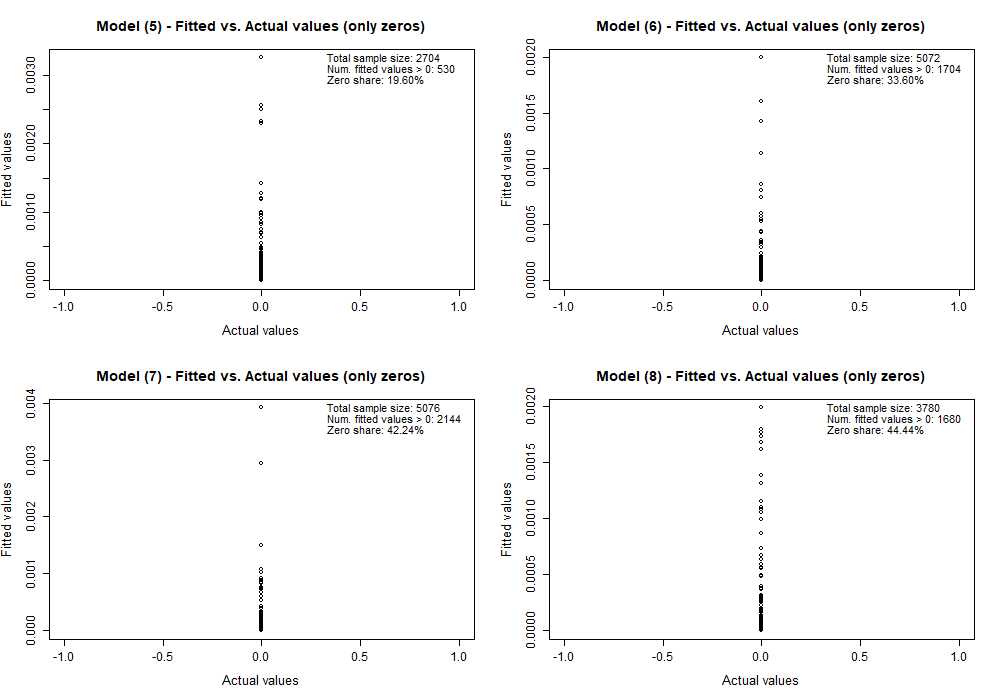 Model (5) - Fitted vs. Actual values (only zeros)
Total sample size: 2704
Num. fitted values > 0: 530
Zero share: 19.60%
Fitted values
0.0030
0.0020
0.0010
0.0000
-1.0 -0.5 0.0 0.5 1.0
Actual values
Model (6) - Fitted vs. Actual values (only zeros)
Total sample size: 5072
Num. fitted values > 0: 1704
Zero share: 33.60%
Fitted values
0.0020
0.0015
0.0010
0.0005
0.0000
-1.0 -0.5 0.0 0.5 1.0
Actual values
Model (7) - Fitted vs. Actual values (only zeros)
Total sample size: 5076
Num. fitted values > 0: 2144
Zero share: 42.24%
Fitted values
0.004
0.003
0.002
0.001
0.000
-1.0 -0.5 0.0 0.5 1.0
Actual values
Model (8) - Fitted vs. Actual values (only zeros)
Total sample size: 3780
Num. fitted values > 0: 1680
Zero share: 44.44%
Fitted values
0.0020
0.0015
0.0010
0.0005
0.0000
-1.0 -0.5 0.0 0.5 1.0
Actual values